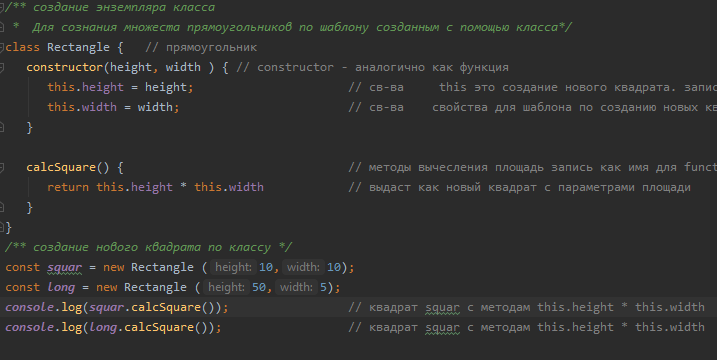 /** создание энземпляра класса
* Для сознания множеста прямоугольников по шаблону созданным с помощью класса*/
class Rectangle { // прямоугольник
constructor(height, width ) { // constructor - аналогично как функция
this.height = height; // св-ва this это создание нового квадрата. запис
this.width = width; // св-ва свойства для шаблона по созданию новых кв
}
calcSquare() { // методы вычесления площадь запись как имя для funct
return this.height * this.width // выдаст как новый квадрат с параметрами площади
}
}
/** создание нового квадрата по классу */
const squar = new Rectangle ( height: 10, width: 10);
const long = new Rectangle ( height: 50, width: 5);
console.log(squar.calcSquare()); // квадрат squar с методам this.height * this.width
console.log(long.calcSquare()); // квадрат squar с методам this.height * this.width